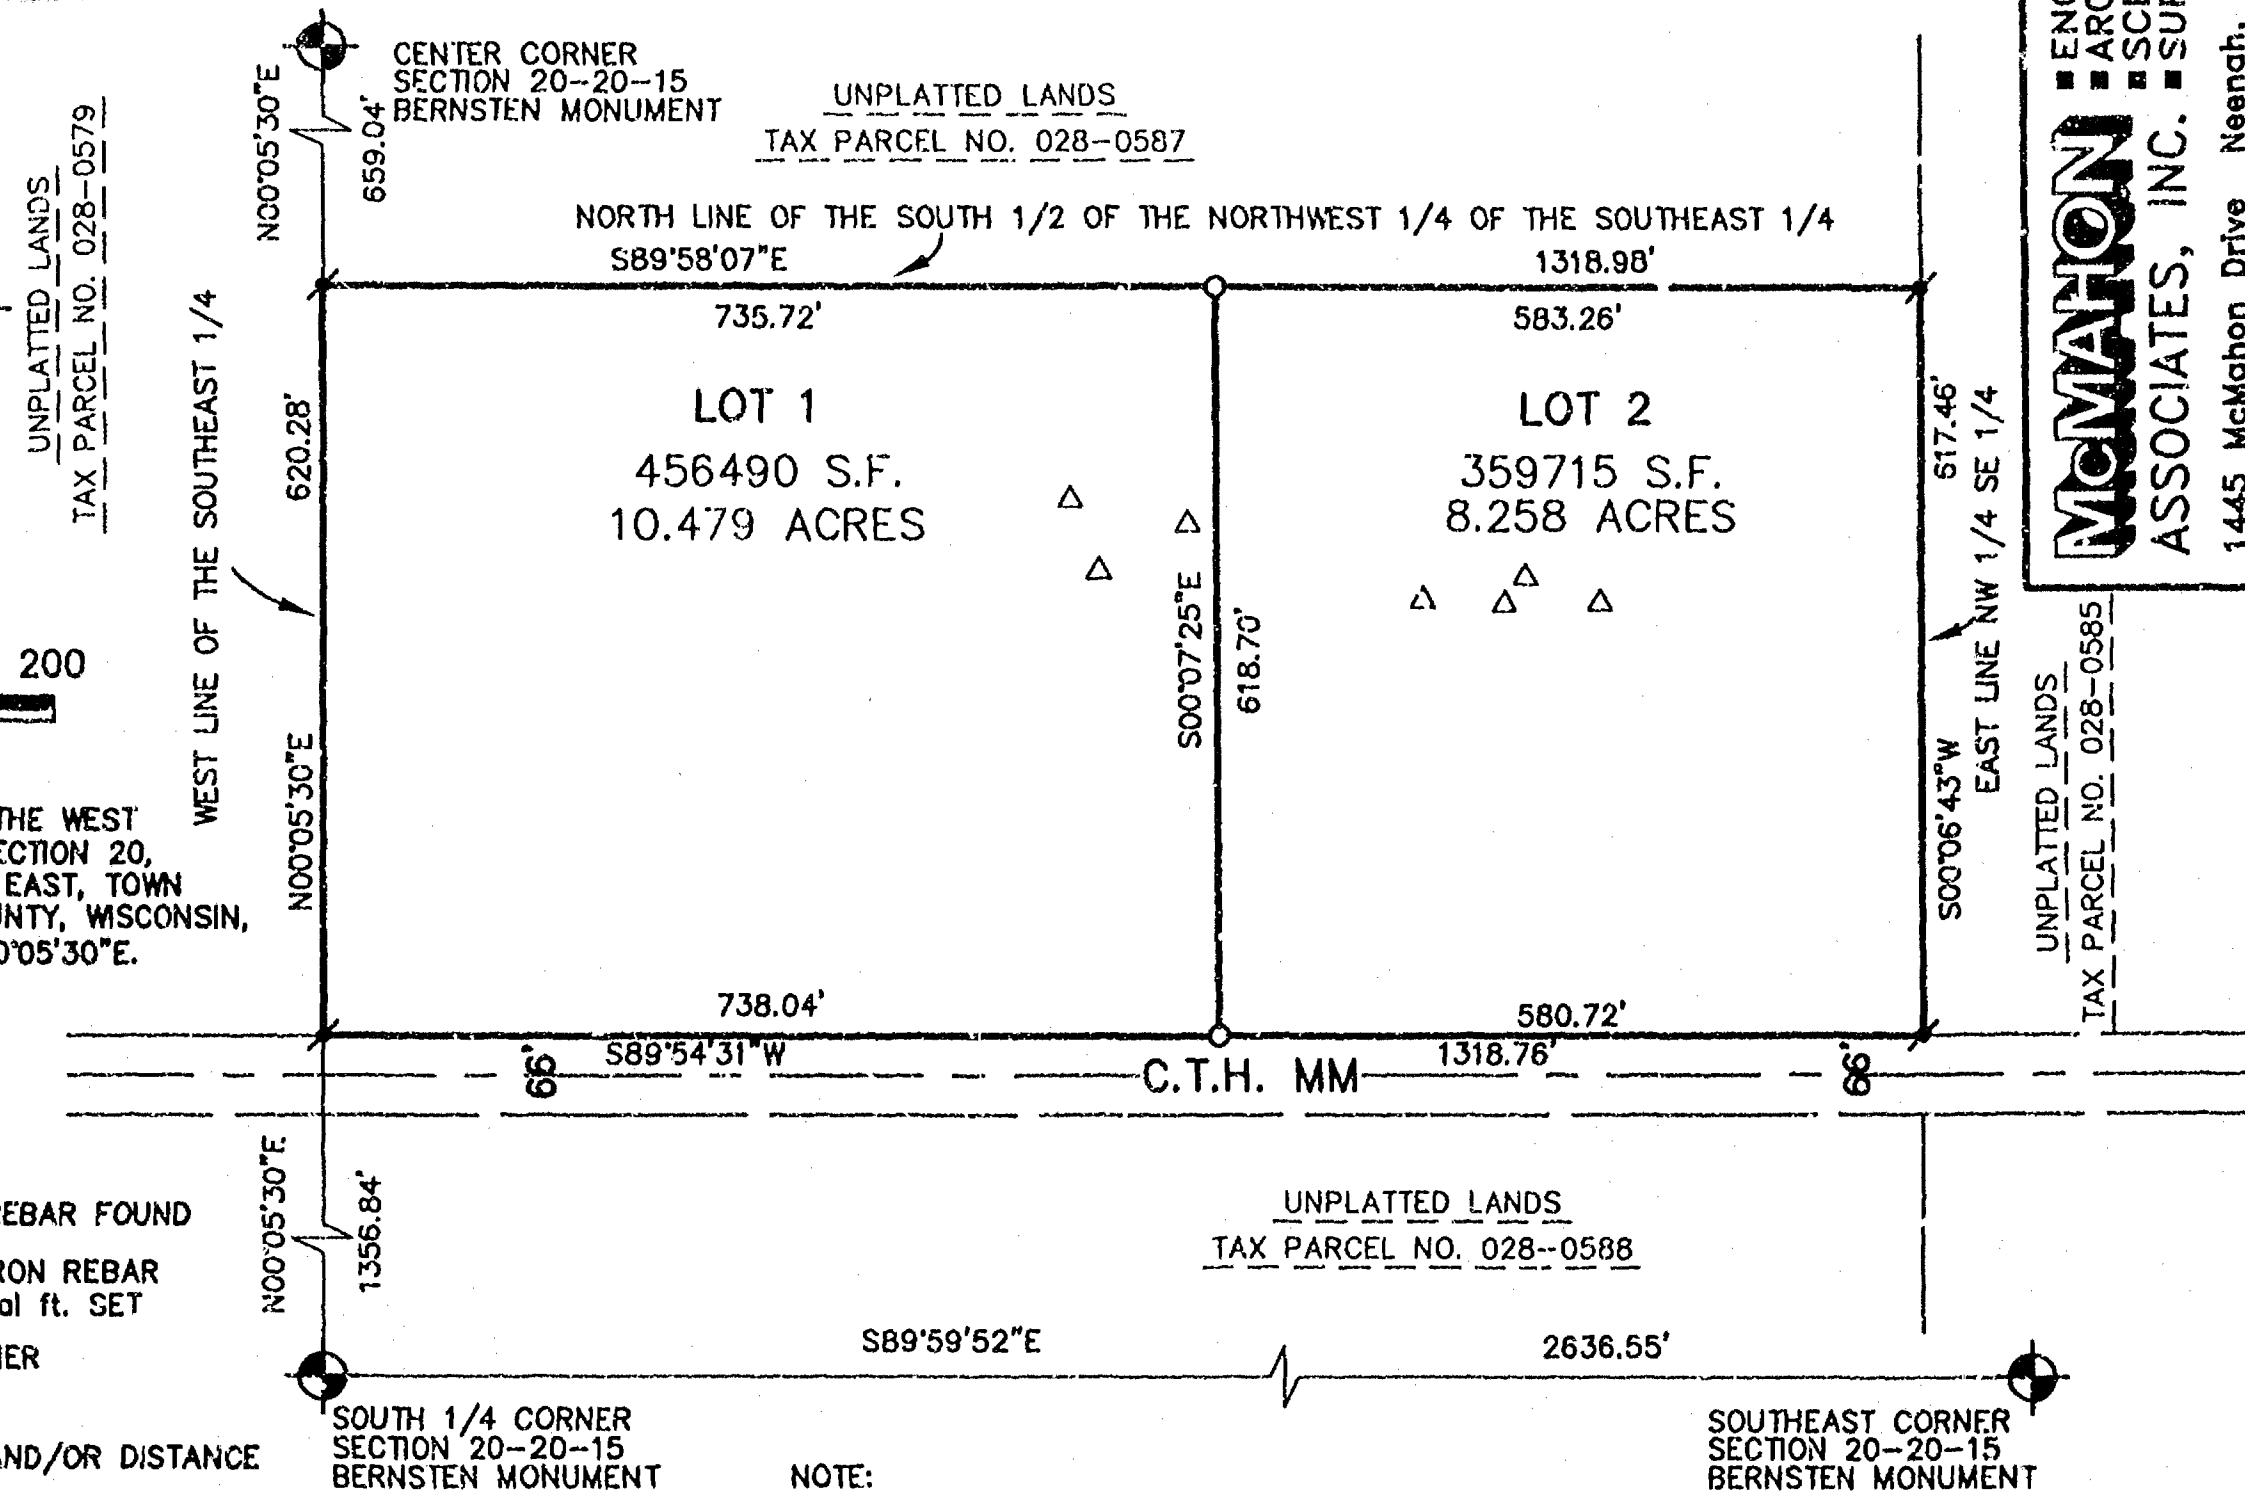 CENTER CORNER
SECTION 20-20-15
BERNSTEN MONUMENT
UNPLATTED LANDS
TAX PARCEL NO. 028-0587
N00°05'30"E
659.04'
UNPLATTED LANDS
TAX PARCEL NO. 028-0579
NORTH LINE OF THE SOUTH 1/2 OF THE NORTHWEST 1/4 OF THE SOUTHEAST 1/4
S89°58'07"E
1318.98'
735.72'
583.26'
WEST LINE OF THE SOUTHEAST 1/4
620.28'
N00°05'30"E
LOT 1
456490 S.F.
10.479 ACRES
S00°07'25"E
618.70'
LOT 2
359715 S.F.
8.258 ACRES
617.46'
S00°06'43"W
EAST LINE NW 1/4 SE 1/4
UNPLATTED LANDS
TAX PARCEL NO. 028-0585
McMAHON
ASSOCIATES, INC.
1445 McMahon Drive Neenah,
200
THE WEST
SECTION 20,
EAST, TOWN
WISCONSIN,
0°05'30"E.
738.04'
580.72'
S89°54'31"W
1318.76'
66'
C.T.H. MM
66'
N00°05'30"E
1356.84'
REBAR FOUND
IRON REBAR
ft. SET
AND/OR DISTANCE
UNPLATTED LANDS
TAX PARCEL NO. 028-0588
S89°59'52"E
2636.55'
SOUTH 1/4 CORNER
SECTION 20-20-15
BERNSTEN MONUMENT
NOTE:
SOUTHEAST CORNER
SECTION 20-20-15
BERNSTEN MONUMENT